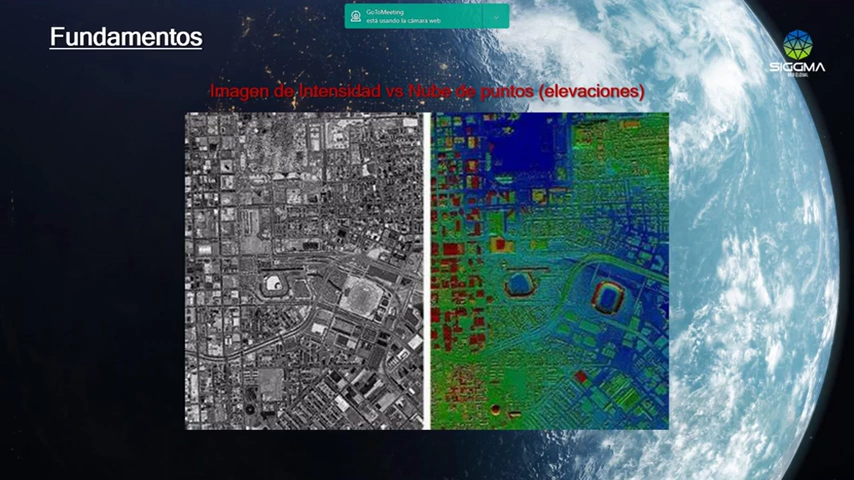 GoToMeeting
está usando la cámara web
Fundamentos
SIGGMA
Imagen de Intensidad vs Nube de puntos (elevaciones)